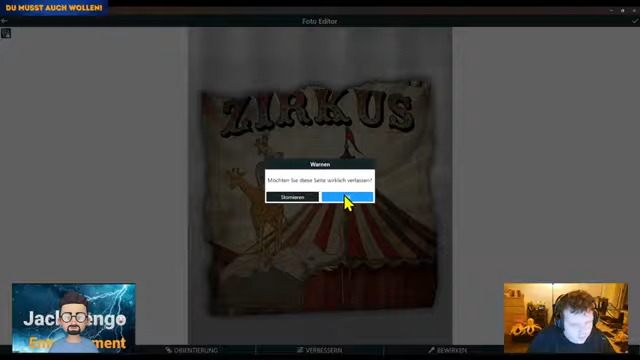 DU MUSST AUCH WOLLEN!
Foto Editor
ZIRKUS
Warnen
Möchten Sie diese Seite wirklich verlassen?
Stornieren
ORIENTIERUNG
VERBESSERN
BEWIRKEN